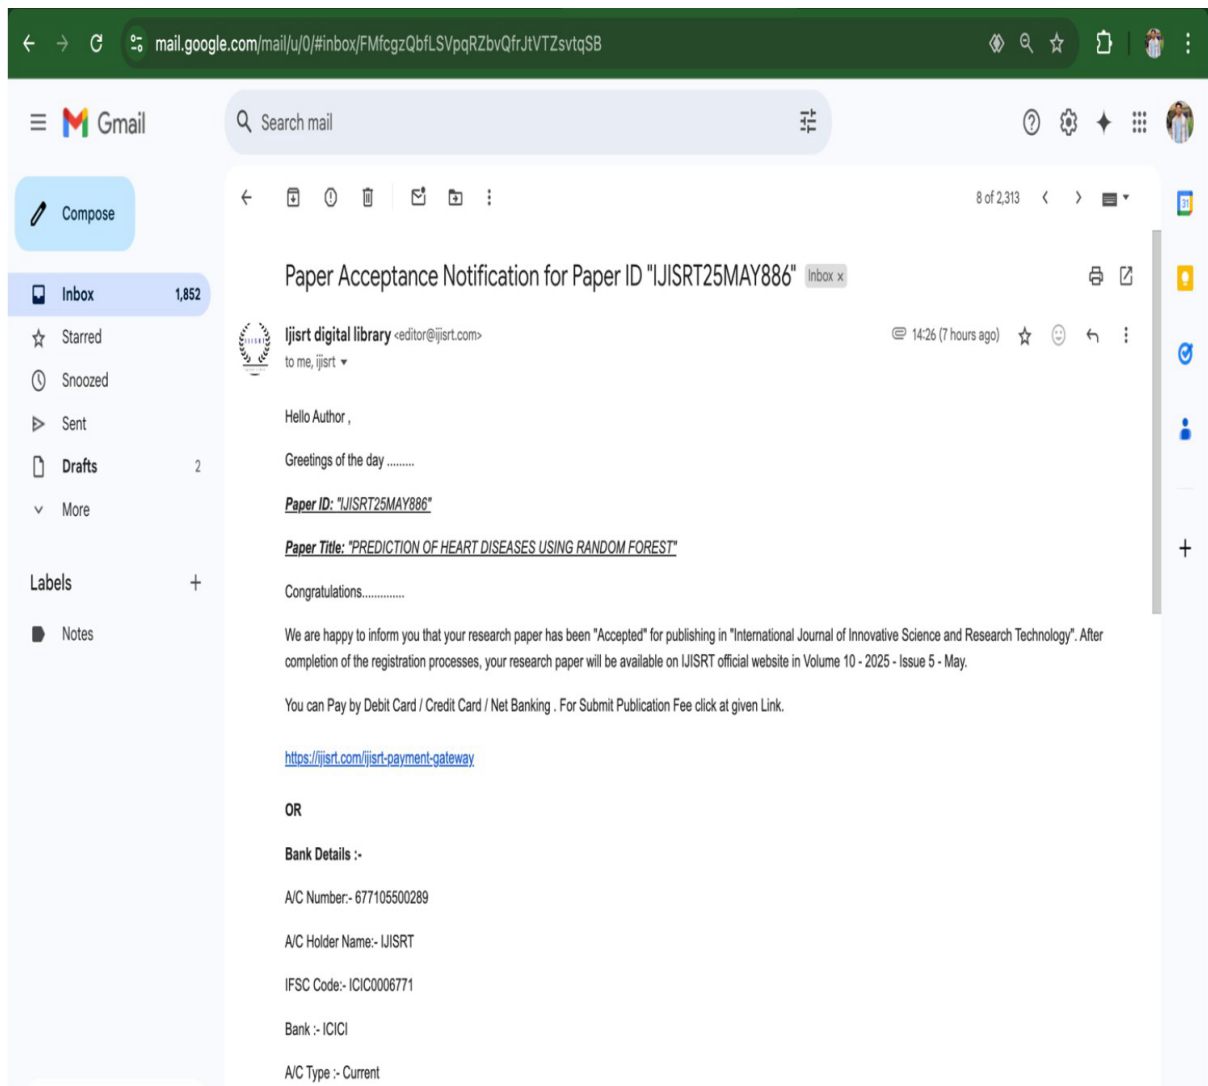 mail.google.com/mail/u/0/#inbox/FMfcgzQbfLSVpqRZbvQfrJtVTZsvtqSB
Gmail
Search mail
Compose
8 of 2,313
Paper Acceptance Notification for Paper ID "IJISRT25MAY886" Inbox x
Inbox 1,852
Starred
Snoozed
Sent
Drafts 2
More
Labels
Notes
Ijisrt digital library <editor@ijisrt.com>
14:26 (7 hours ago)
to me, ijisrt
Hello Author ,
Greetings of the day .........
Paper ID: "IJISRT25MAY886"
Paper Title: "PREDICTION OF HEART DISEASES USING RANDOM FOREST"
Congratulations..............
We are happy to inform you that your research paper has been "Accepted" for publishing in "International Journal of Innovative Science and Research Technology". After
completion of the registration processes, your research paper will be available on IJISRT official website in Volume 10 - 2025 - Issue 5 - May.
You can Pay by Debit Card / Credit Card / Net Banking . For Submit Publication Fee click at given Link.
https://ijisrt.com/ijisrt-payment-gateway
OR
Bank Details :-
A/C Number:- 677105500289
A/C Holder Name:- IJISRT
IFSC Code:- ICIC0006771
Bank :- ICICI
A/C Type :- Current
31